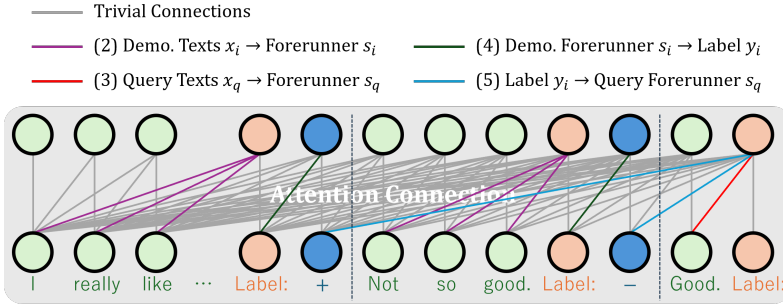 Trivial Connections
(2) Demo. Texts xᵢ → Forerunner sᵢ
(4) Demo. Forerunner sᵢ → Label yᵢ
(3) Query Texts x_q → Forerunner s_q
(5) Label yᵢ → Query Forerunner s_q
Attention Connection:
I really like ⋯ Label: + Not so good. Label: − Good. Label: